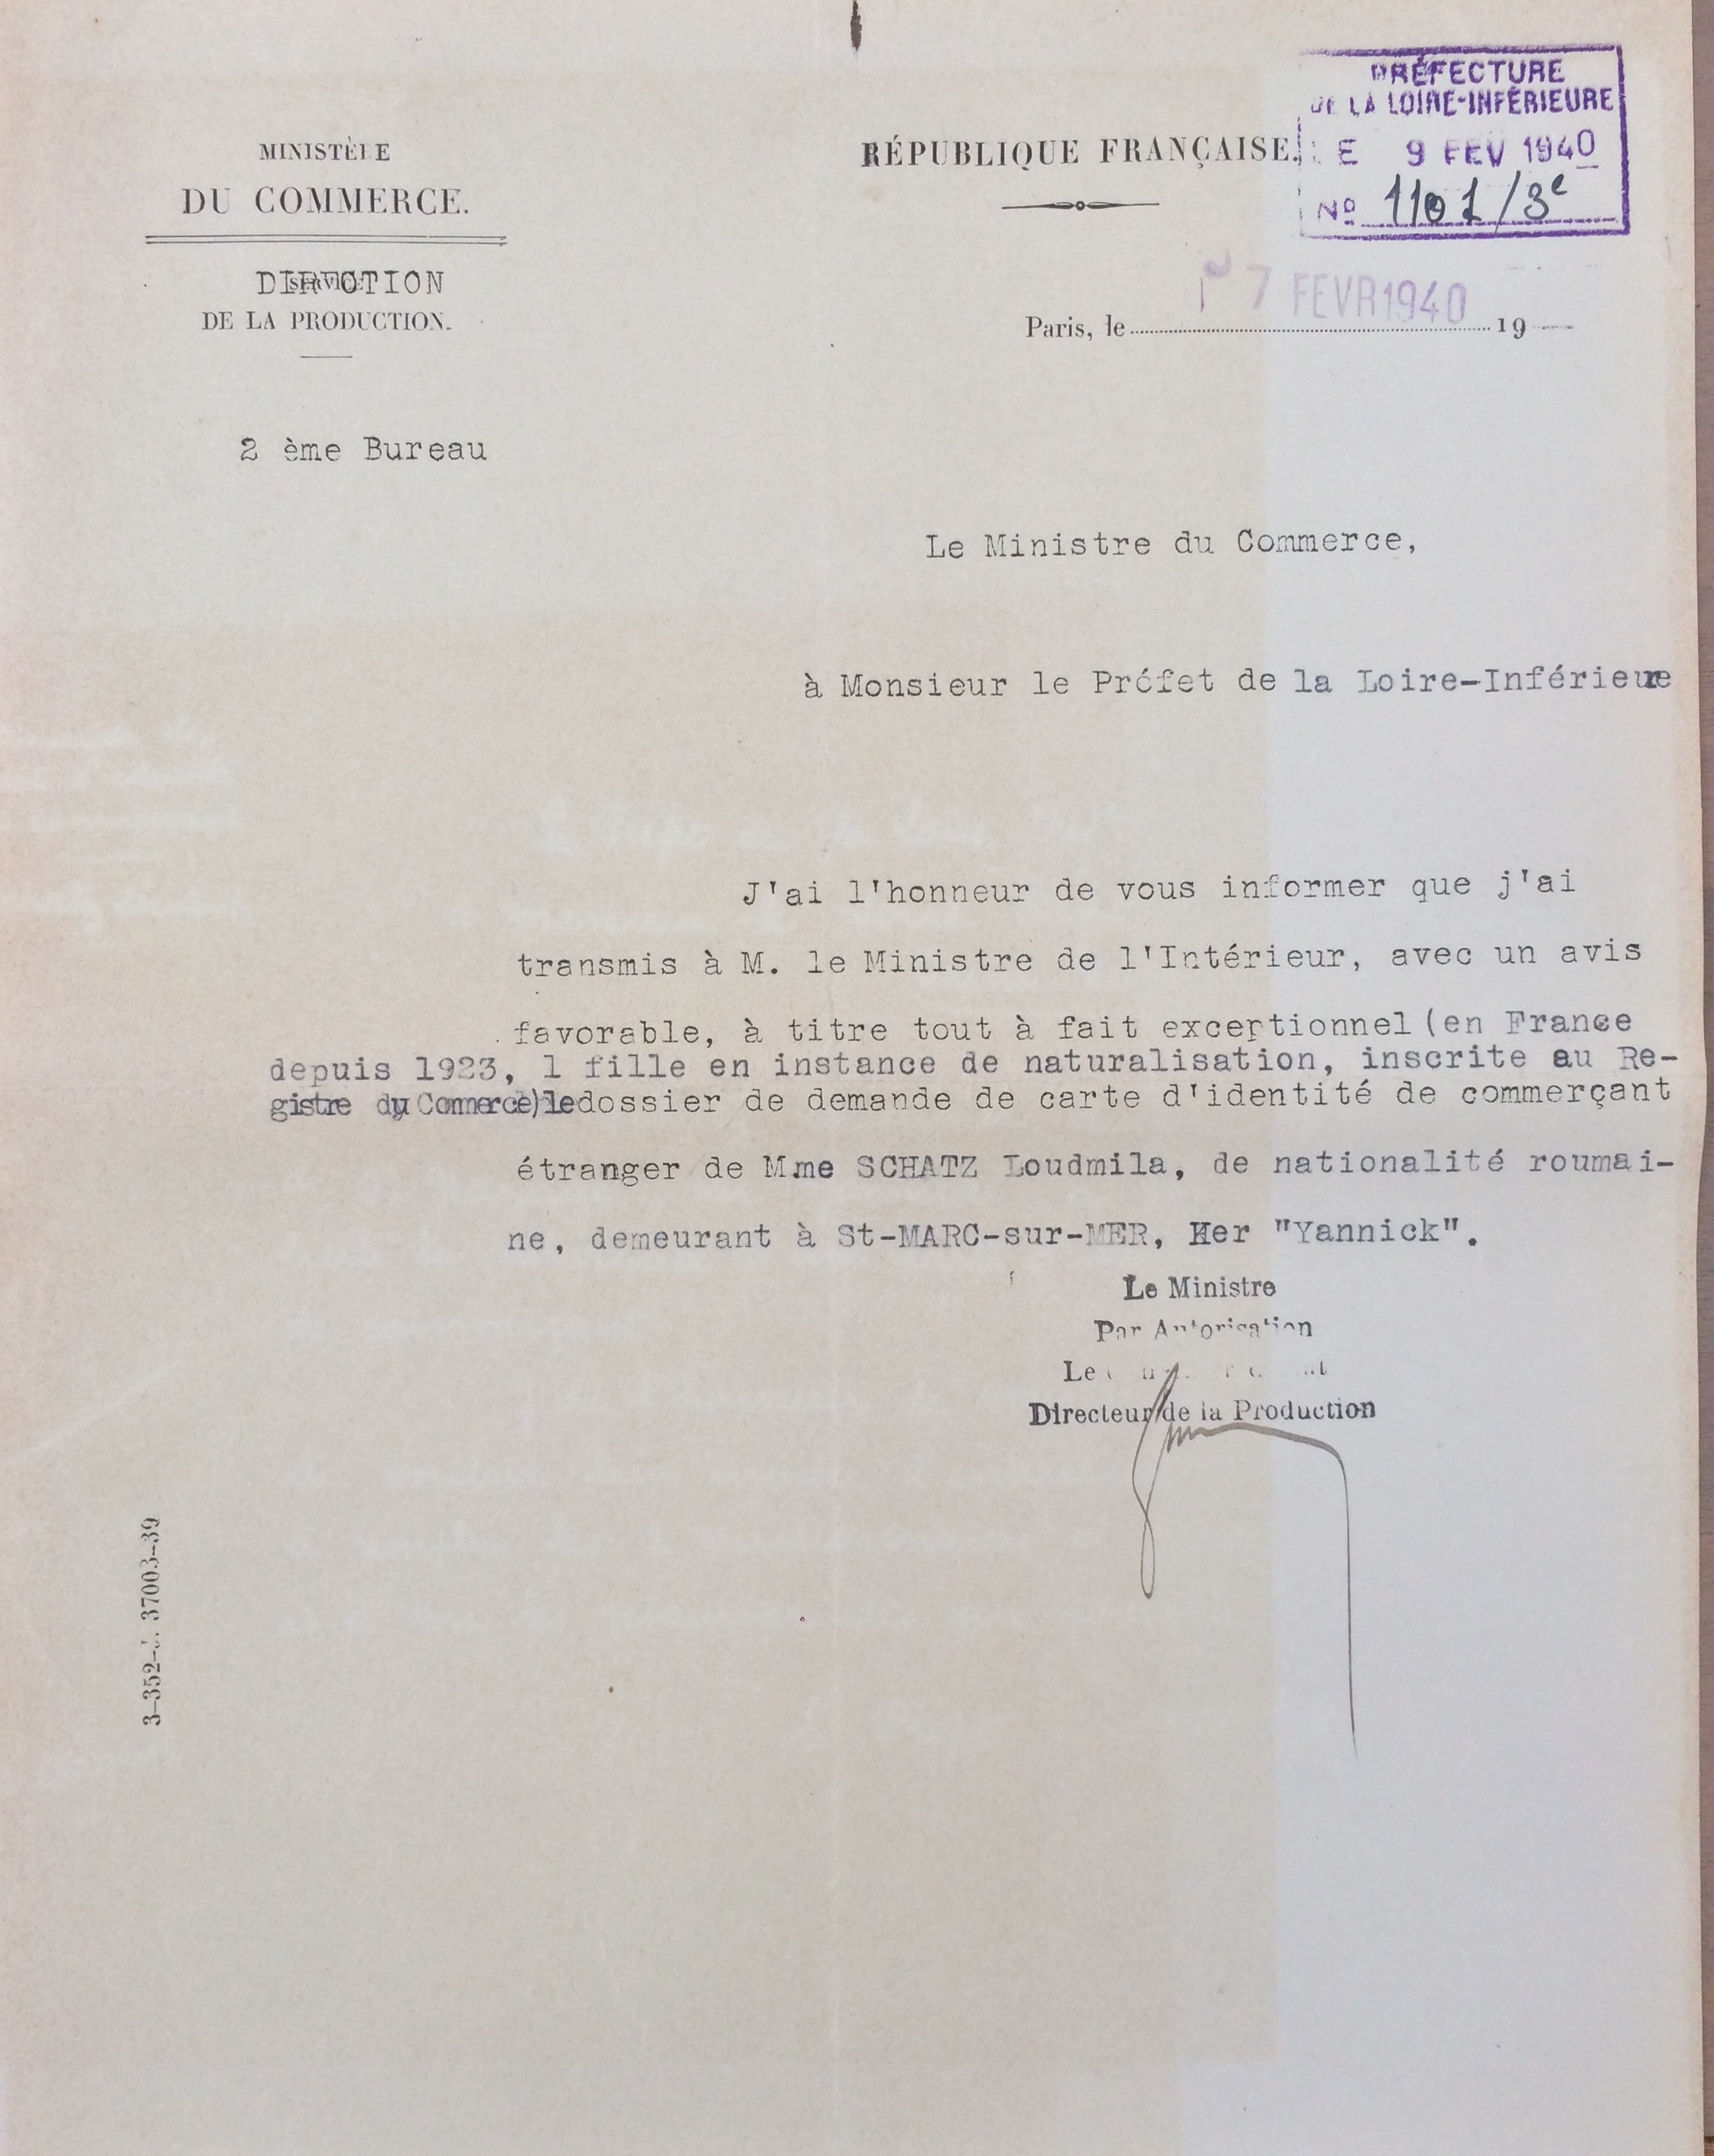 PRÉFECTURE
DE LA LOIRE-INFÉRIEURE
LE 9 FEV 1940
No 1101/3e
MINISTÈRE
DU COMMERCE.
RÉPUBLIQUE FRANÇAISE.
DIRECTION
SERVICE
DE LA PRODUCTION.
7 FEVR 1940
Paris, le 19
2 ème Bureau
Le Ministre du Commerce,
à Monsieur le Préfet de la Loire-Inférieure
J'ai l'honneur de vous informer que j'ai
transmis à M. le Ministre de l'Intérieur, avec un avis
favorable, à titre tout à fait exceptionnel (en France
depuis 1923, 1 fille en instance de naturalisation, inscrite au Re-
gistre du Commerce) le dossier de demande de carte d'identité de commerçant
étranger de Mme SCHATZ Loudmila, de nationalité roumai-
ne, demeurant à St-MARC-sur-MER, Ker "Yannick".
Le Ministre
Par Autorisation
Le
Directeur de la Production
3-352-J. 37003-39